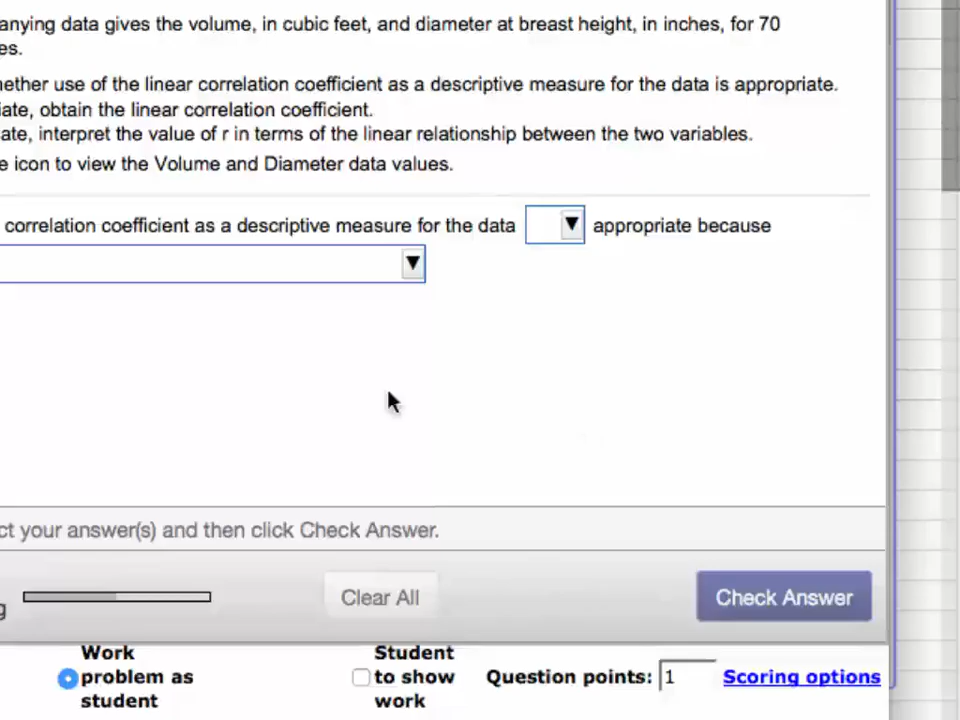 anying data gives the volume, in cubic feet, and diameter at breast height, in inches, for 70
es.
hether use of the linear correlation coefficient as a descriptive measure for the data is appropriate.
iate, obtain the linear correlation coefficient.
ate, interpret the value of r in terms of the linear relationship between the two variables.
e icon to view the Volume and Diameter data values.
correlation coefficient as a descriptive measure for the data appropriate because
ct your answer(s) and then click Check Answer.
g Clear All Check Answer
Work problem as student
Student to show work
Question points: 1 Scoring options